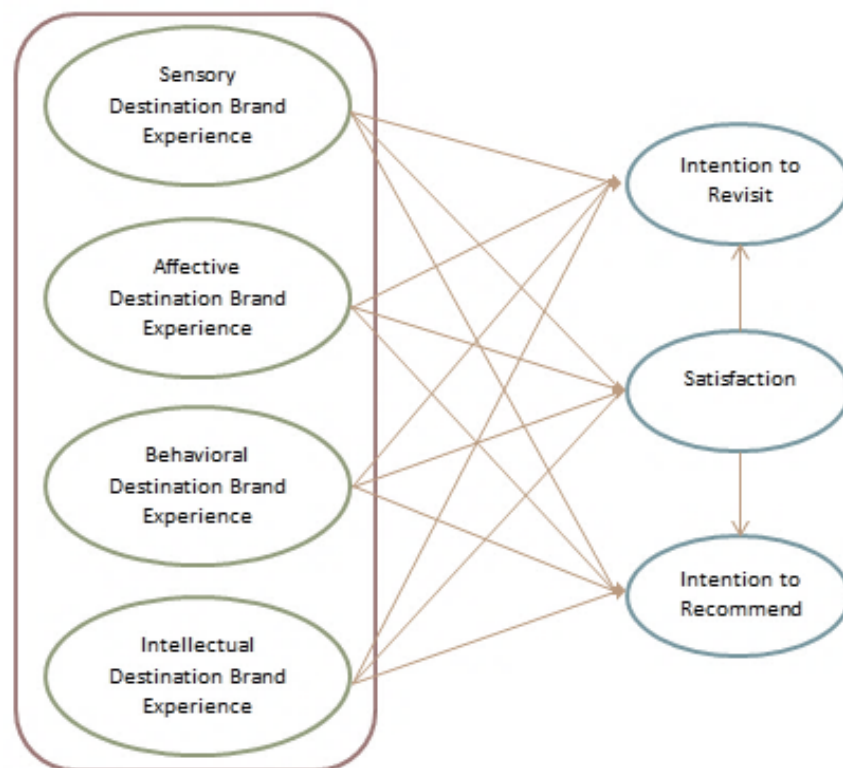 Sensory
Destination Brand
Experience
Affective
Destination Brand
Experience
Behavioral
Destination Brand
Experience
Intellectual
Destination Brand
Experience
Intention to
Revisit
Satisfaction
Intention to
Recommend